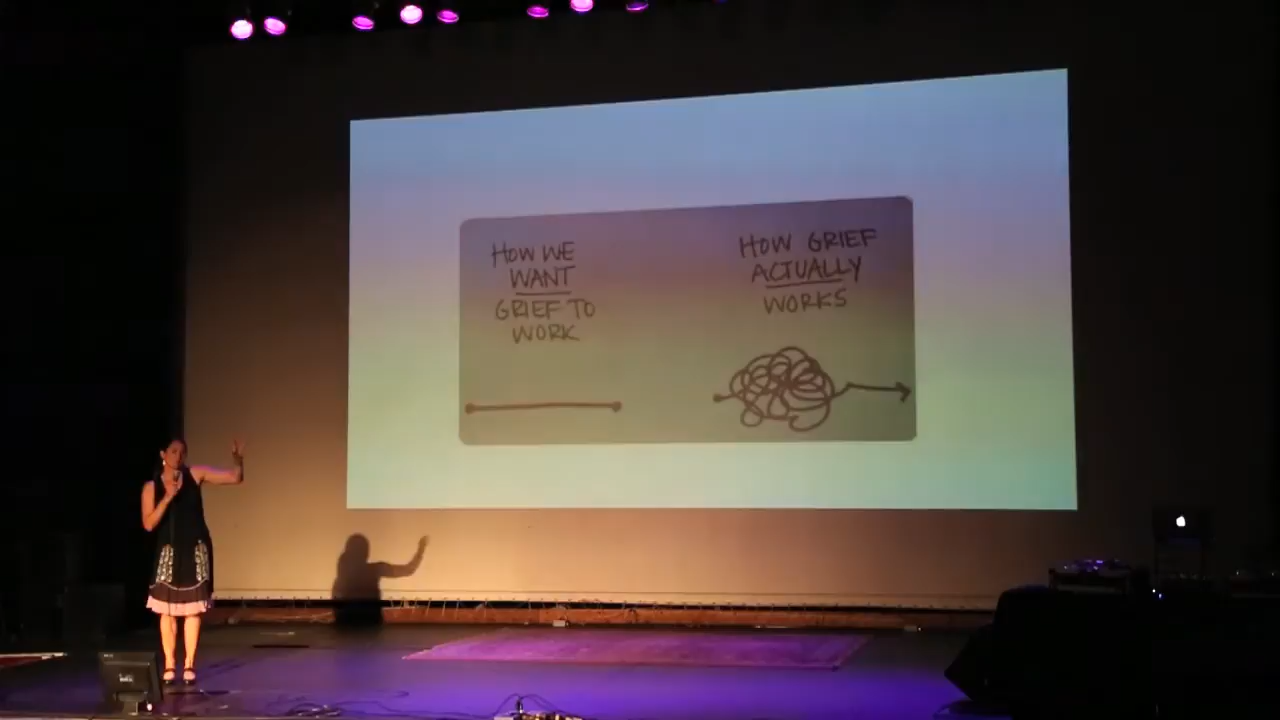 HOW WE
WANT
GRIEF TO
WORK
HOW GRIEF
ACTUALLY
WORKS